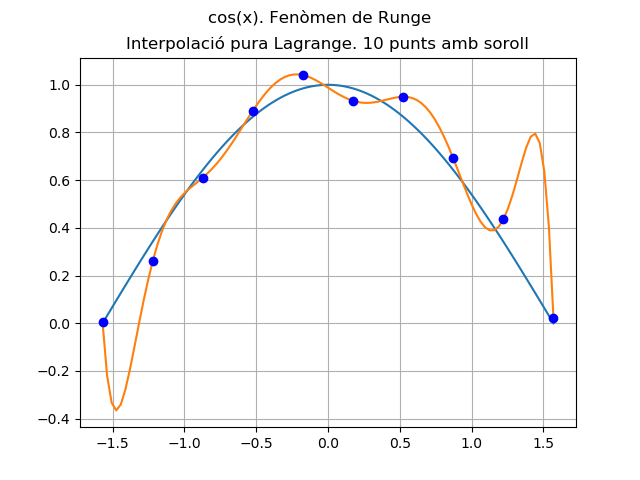 cos(x). Fenòmen de Runge
Interpolació pura Lagrange. 10 punts amb soroll
1.0
0.8
0.6
0.4
0.2
0.0
−0.2
−0.4
−1.5 −1.0 −0.5 0.0 0.5 1.0 1.5